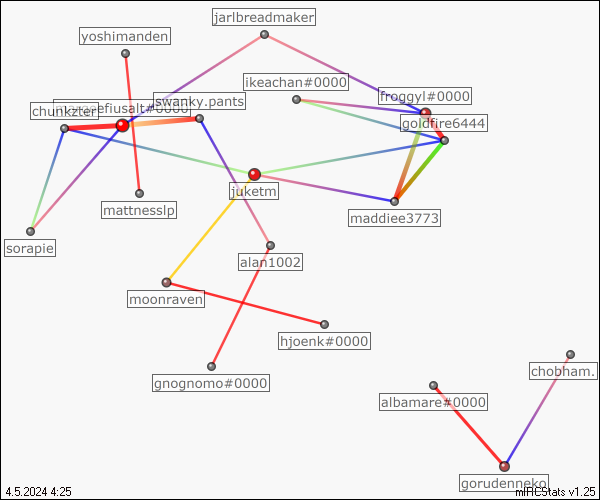 jarlbreadmaker
yoshimanden
ikeachan#0000
froggyl#0000
swanky.pants
chunkzter
goldfire6444
juketm
mattnesslp
maddiee3773
sorapie
alan1002
moonraven
hjoenk#0000
chobham.
gnognomo#0000
albamare#0000
gorudenneko
4.5.2024 4:25
mIRCStats v1.25